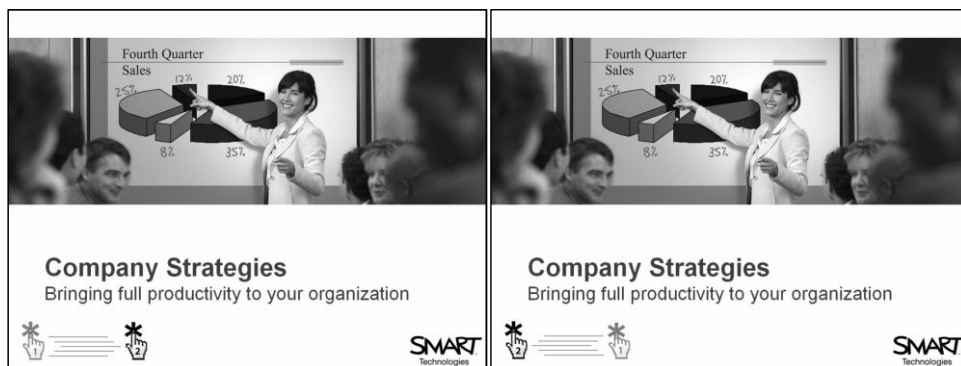 Fourth Quarter
Sales
25%
12%
20%
8%
35%
Company Strategies
Bringing full productivity to your organization
1
2
SMART
Technologies
Fourth Quarter
Sales
25%
12%
20%
8%
35%
Company Strategies
Bringing full productivity to your organization
2
1
SMART
Technologies